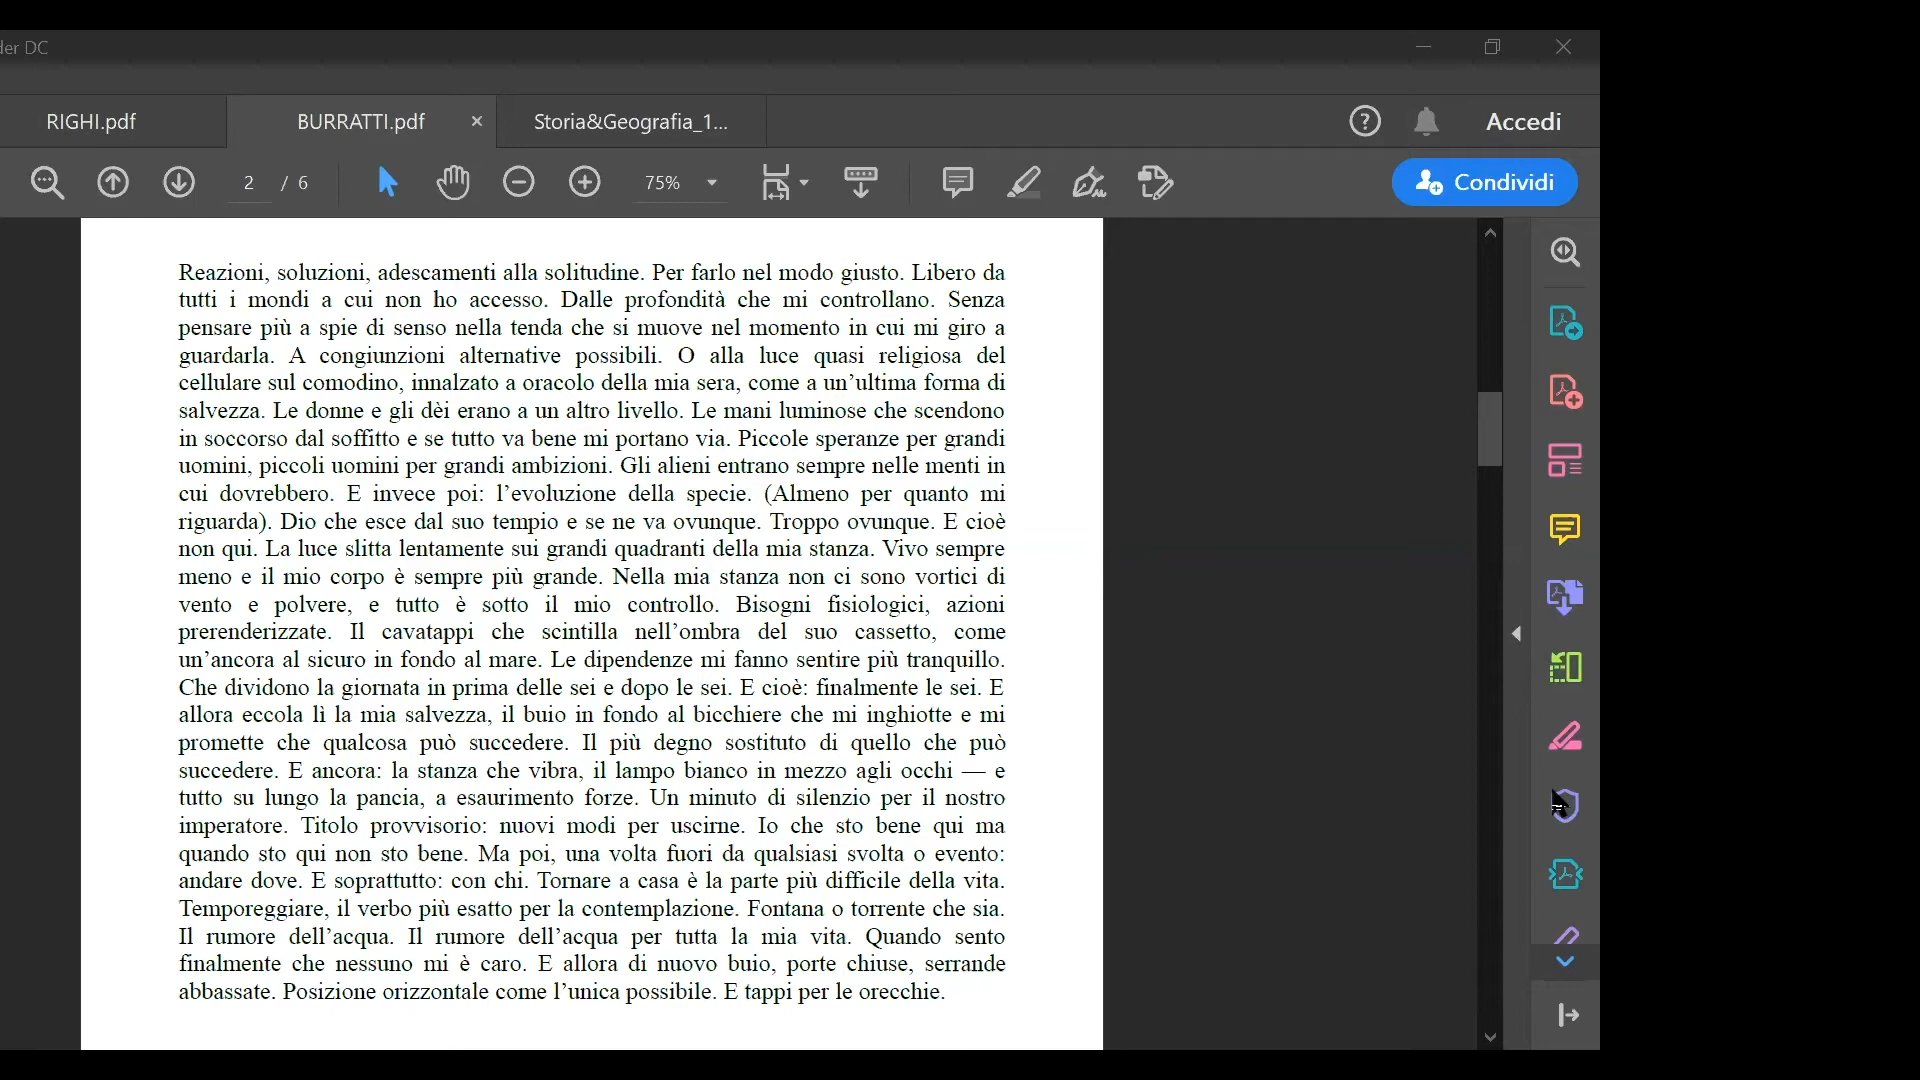 der DC
RIGHI.pdf
BURRATTI.pdf
Storia&Geografia_1...
Accedi
2 / 6
75%
Condividi
Reazioni, soluzioni, adescamenti alla solitudine. Per farlo nel modo giusto. Libero da
tutti i mondi a cui non ho accesso. Dalle profondità che mi controllano. Senza
pensare più a spie di senso nella tenda che si muove nel momento in cui mi giro a
guardarla. A congiunzioni alternative possibili. O alla luce quasi religiosa del
cellulare sul comodino, innalzato a oracolo della mia sera, come a un’ultima forma di
salvezza. Le donne e gli dèi erano a un altro livello. Le mani luminose che scendono
in soccorso dal soffitto e se tutto va bene mi portano via. Piccole speranze per grandi
uomini, piccoli uomini per grandi ambizioni. Gli alieni entrano sempre nelle menti in
cui dovrebbero. E invece poi: l’evoluzione della specie. (Almeno per quanto mi
riguarda). Dio che esce dal suo tempio e se ne va ovunque. Troppo ovunque. E cioè
non qui. La luce slitta lentamente sui grandi quadranti della mia stanza. Vivo sempre
meno e il mio corpo è sempre più grande. Nella mia stanza non ci sono vortici di
vento e polvere, e tutto è sotto il mio controllo. Bisogni fisiologici, azioni
prerenderizzate. Il cavatappi che scintilla nell’ombra del suo cassetto, come
un’ancora al sicuro in fondo al mare. Le dipendenze mi fanno sentire più tranquillo.
Che dividono la giornata in prima delle sei e dopo le sei. E cioè: finalmente le sei. E
allora eccola lì la mia salvezza, il buio in fondo al bicchiere che mi inghiotte e mi
promette che qualcosa può succedere. Il più degno sostituto di quello che può
succedere. E ancora: la stanza che vibra, il lampo bianco in mezzo agli occhi — e
tutto su lungo la pancia, a esaurimento forze. Un minuto di silenzio per il nostro
imperatore. Titolo provvisorio: nuovi modi per uscirne. Io che sto bene qui ma
quando sto qui non sto bene. Ma poi, una volta fuori da qualsiasi svolta o evento:
andare dove. E soprattutto: con chi. Tornare a casa è la parte più difficile della vita.
Temporeggiare, il verbo più esatto per la contemplazione. Fontana o torrente che sia.
Il rumore dell’acqua. Il rumore dell’acqua per tutta la mia vita. Quando sento
finalmente che nessuno mi è caro. E allora di nuovo buio, porte chiuse, serrande
abbassate. Posizione orizzontale come l’unica possibile. E tappi per le orecchie.